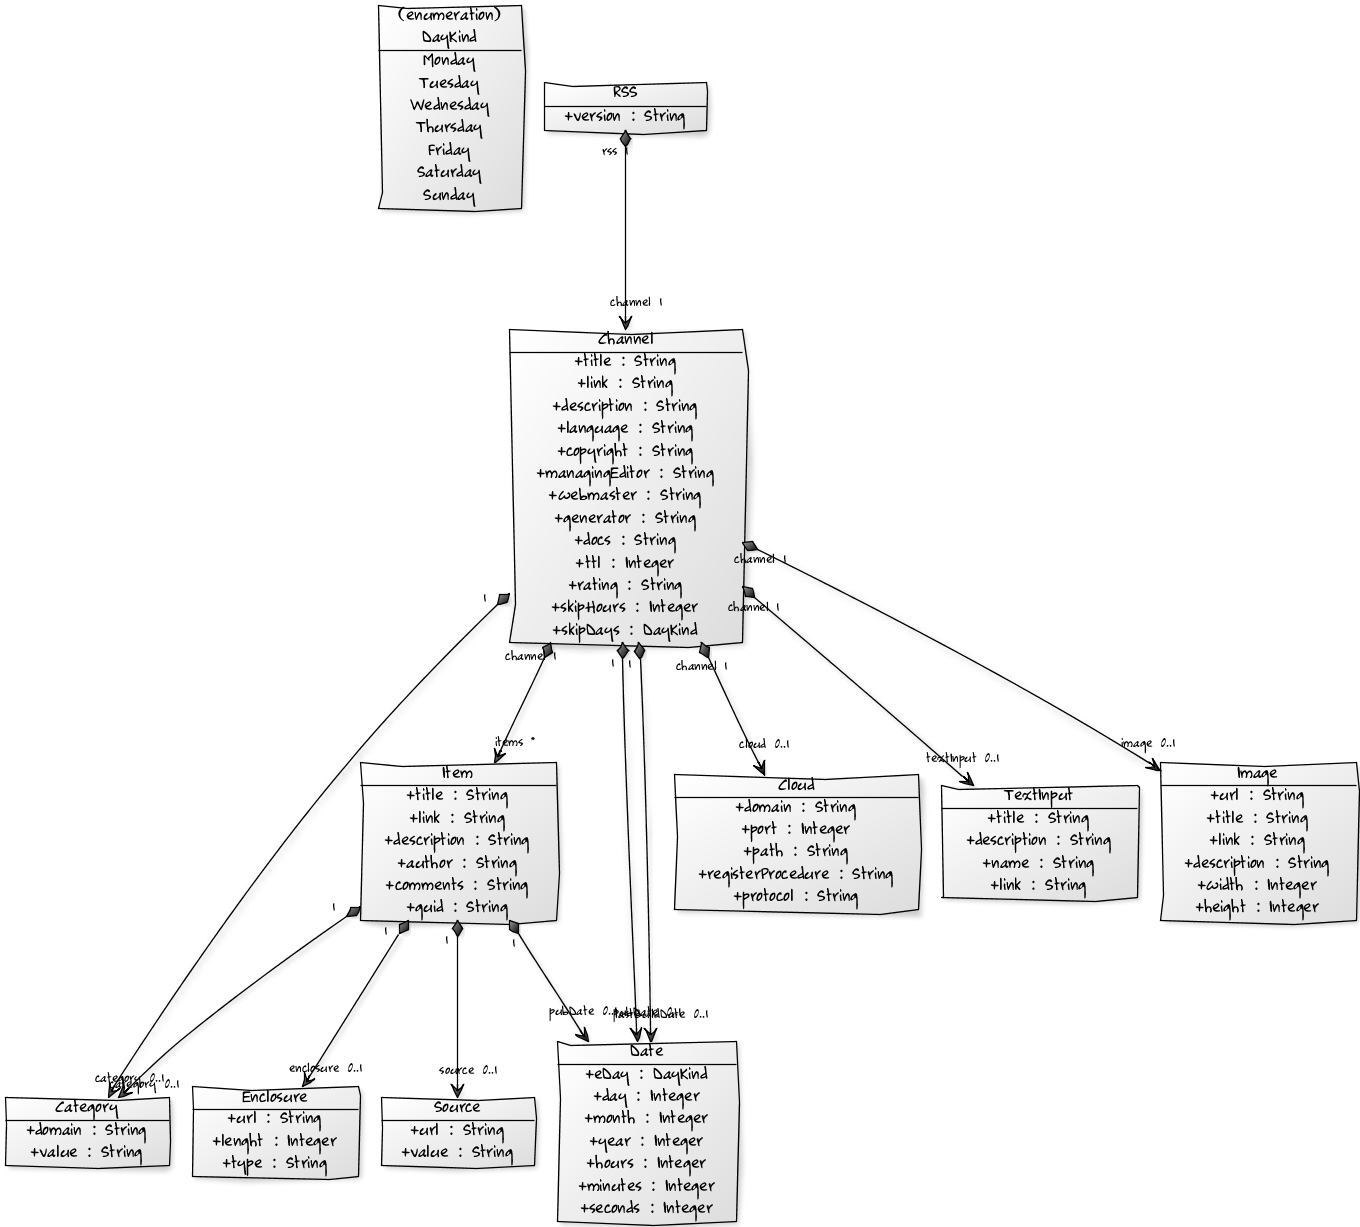 (enumeration)
DayKind
Monday
Tuesday
Wednesday
Thursday
Friday
Saturday
Sunday
RSS
+version : String
rss 1
channel 1
Channel
+title : String
+link : String
+description : String
+language : String
+copyright : String
+managingEditor : String
+webmaster : String
+generator : String
+docs : String
+ttl : Integer
+rating : String
+skipHours : Integer
+skipDays : DayKind
channel 1
channel 1
1
channel 1
1
1
channel 1
items *
cloud 0..1
textInput 0..1
image 0..1
Item
+title : String
+link : String
+description : String
+author : String
+comments : String
+guid : String
Cloud
+domain : String
+port : Integer
+path : String
+registerProcedure : String
+protocol : String
TextInput
+title : String
+description : String
+name : String
+link : String
Image
+url : String
+title : String
+link : String
+description : String
+width : Integer
+height : Integer
1
1
1
1
category 0..1
category 0..1
enclosure 0..1
source 0..1
pubDate 0..1
Category
+domain : String
+value : String
Enclosure
+url : String
+lenght : Integer
+type : String
Source
+url : String
+value : String
Date
+eDay : DayKind
+day : Integer
+month : Integer
+year : Integer
+hours : Integer
+minutes : Integer
+seconds : Integer